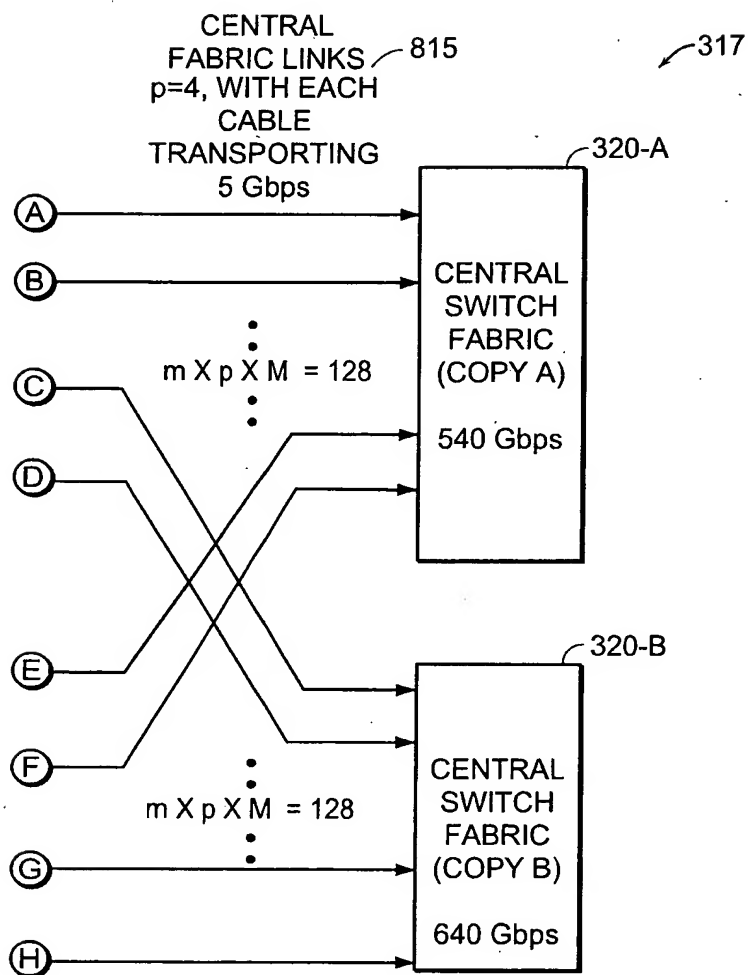 CENTRAL
FABRIC LINKS
p=4, WITH EACH
CABLE
TRANSPORTING
5 Gbps
815
317
320-A
A
B
C
D
E
F
G
H
m X p X M = 128
CENTRAL
SWITCH
FABRIC
(COPY A)
540 Gbps
320-B
m X p X M = 128
CENTRAL
SWITCH
FABRIC
(COPY B)
640 Gbps